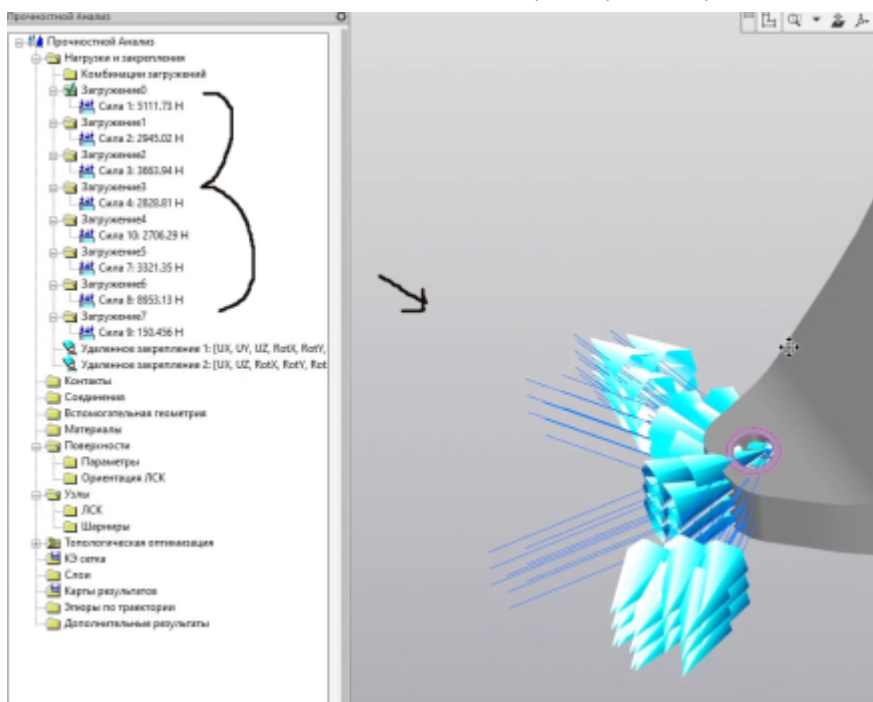 Прочностной Анализ
Прочностной Анализ
Нагрузки и закрепления
Комбинации загружений
Загружение0
Сила 1: 5111.73 Н
Загружение1
Сила 2: 2945.02 Н
Загружение2
Сила 3: 3663.94 Н
Загружение3
Сила 4: 2828.81 Н
Загружение4
Сила 10: 2706.29 Н
Загружение5
Сила 7: 3321.35 Н
Загружение6
Сила 8: 8953.13 Н
Загружение7
Сила 9: 150.456 Н
Удаленное закрепление 1: [UX, UY, UZ, RotX, RotY,
Удаленное закрепление 2: [UX, UZ, RotX, RotY, Rot
Контакты
Соединения
Вспомогательная геометрия
Материалы
Поверхности
Параметры
Ориентация ЛСК
Узлы
ЛСК
Шарниры
Топологическая оптимизация
КЭ сетка
Слои
Карты результатов
Эпюры по траектории
Дополнительные результаты